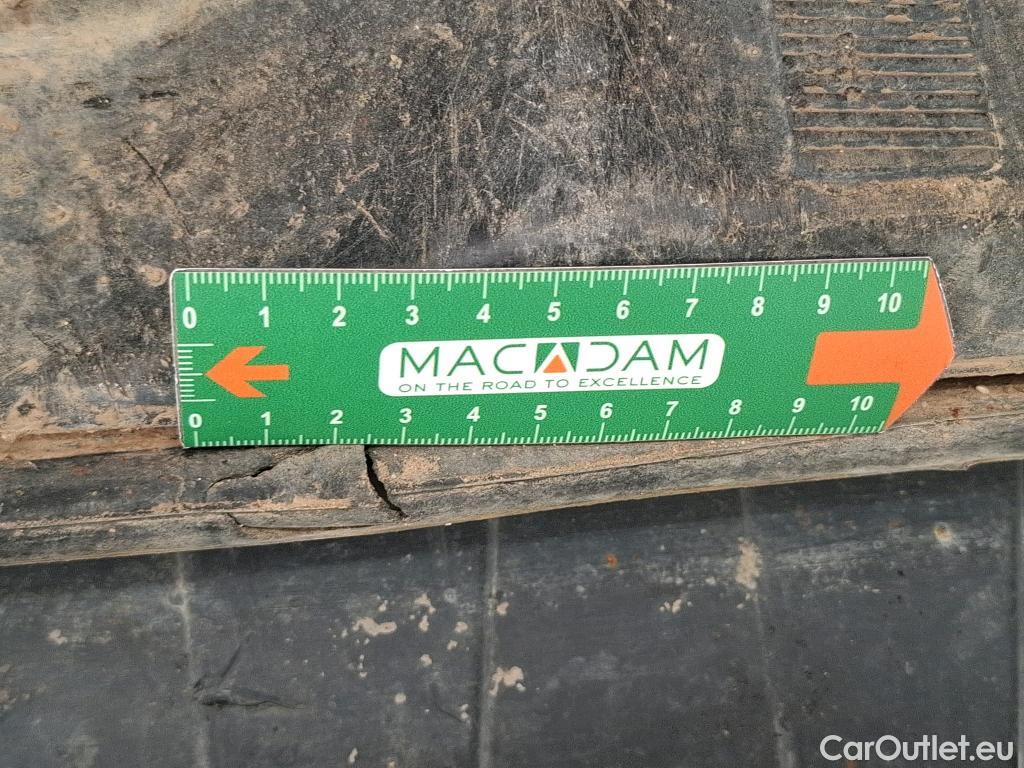 0 1 2 3 4 5 6 7 8 9 10
MACADAM
ON THE ROAD TO EXCELLENCE
0 1 2 3 4 5 6 7 8 9 10
CarOutlet.eu